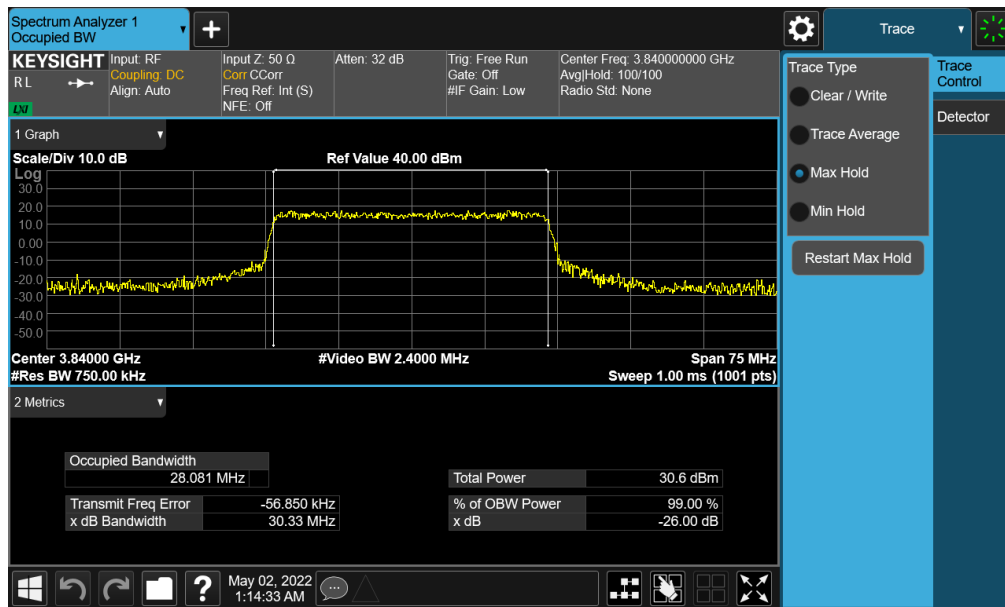 Spectrum Analyzer 1
Occupied BW
+
Trace
KEYSIGHT
R L
LXI
Input: RF
Coupling: DC
Align: Auto
Input Z: 50 Ω
Corr CCorr
Freq Ref: Int (S)
NFE: Off
Atten: 32 dB
Trig: Free Run
Gate: Off
#IF Gain: Low
Center Freq: 3.840000000 GHz
Avg|Hold: 100/100
Radio Std: None
Trace Type
Clear / Write
Trace Average
Max Hold
Min Hold
Restart Max Hold
Trace
Control
Detector
1 Graph
Scale/Div 10.0 dB
Ref Value 40.00 dBm
Log
30.0
20.0
10.0
0.00
-10.0
-20.0
-30.0
-40.0
-50.0
Center 3.84000 GHz
#Video BW 2.4000 MHz
Span 75 MHz
#Res BW 750.00 kHz
Sweep 1.00 ms (1001 pts)
2 Metrics
Occupied Bandwidth
28.081 MHz
Total Power 30.6 dBm
Transmit Freq Error -56.850 kHz
% of OBW Power 99.00 %
x dB Bandwidth 30.33 MHz
x dB -26.00 dB
?
May 02, 2022
1:14:33 AM